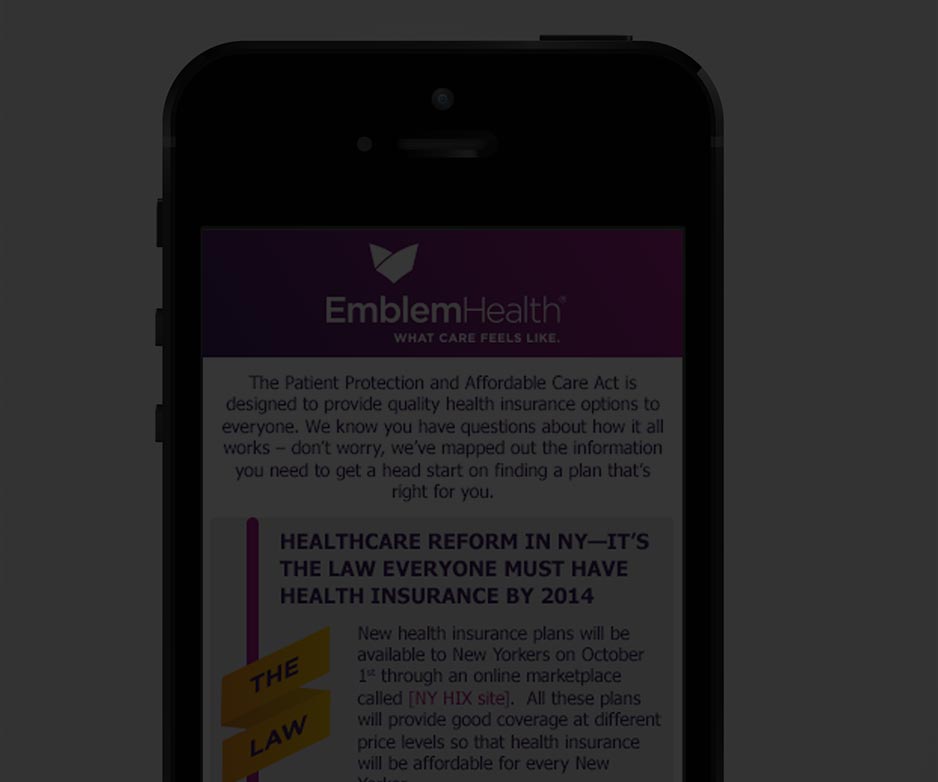 EmblemHealth®
WHAT CARE FEELS LIKE.
The Patient Protection and Affordable Care Act is
designed to provide quality health insurance options to
everyone. We know you have questions about how it all
works – don't worry, we've mapped out the information
you need to get a head start on finding a plan that's
right for you.
HEALTHCARE REFORM IN NY—IT'S
THE LAW EVERYONE MUST HAVE
HEALTH INSURANCE BY 2014
THE
LAW
New health insurance plans will be
available to New Yorkers on October
1st through an online marketplace
called [NY HIX site].  All these plans
will provide good coverage at different
price levels so that health insurance
will be affordable for every New